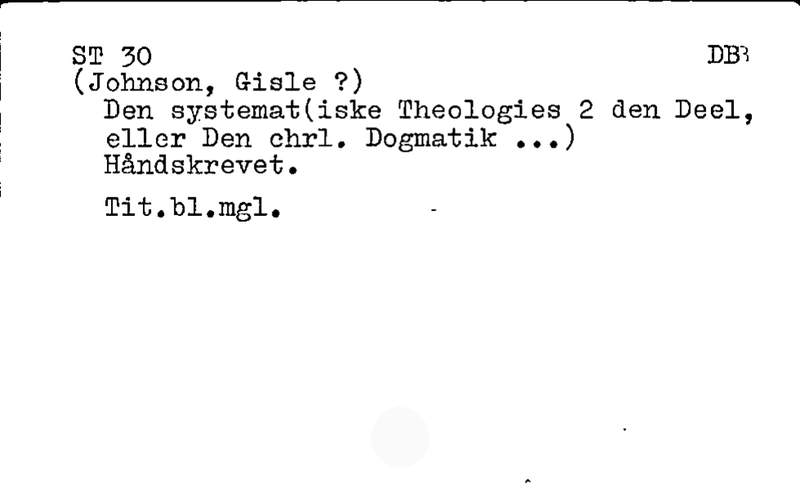 ST 30 DB
(Johnson, Gisle ?)
Den systemat(iske Theologies 2 den Deel,
eller Den chrl. Dogmatik ...)
Håndskrevet.
Tit.bl.mgl.